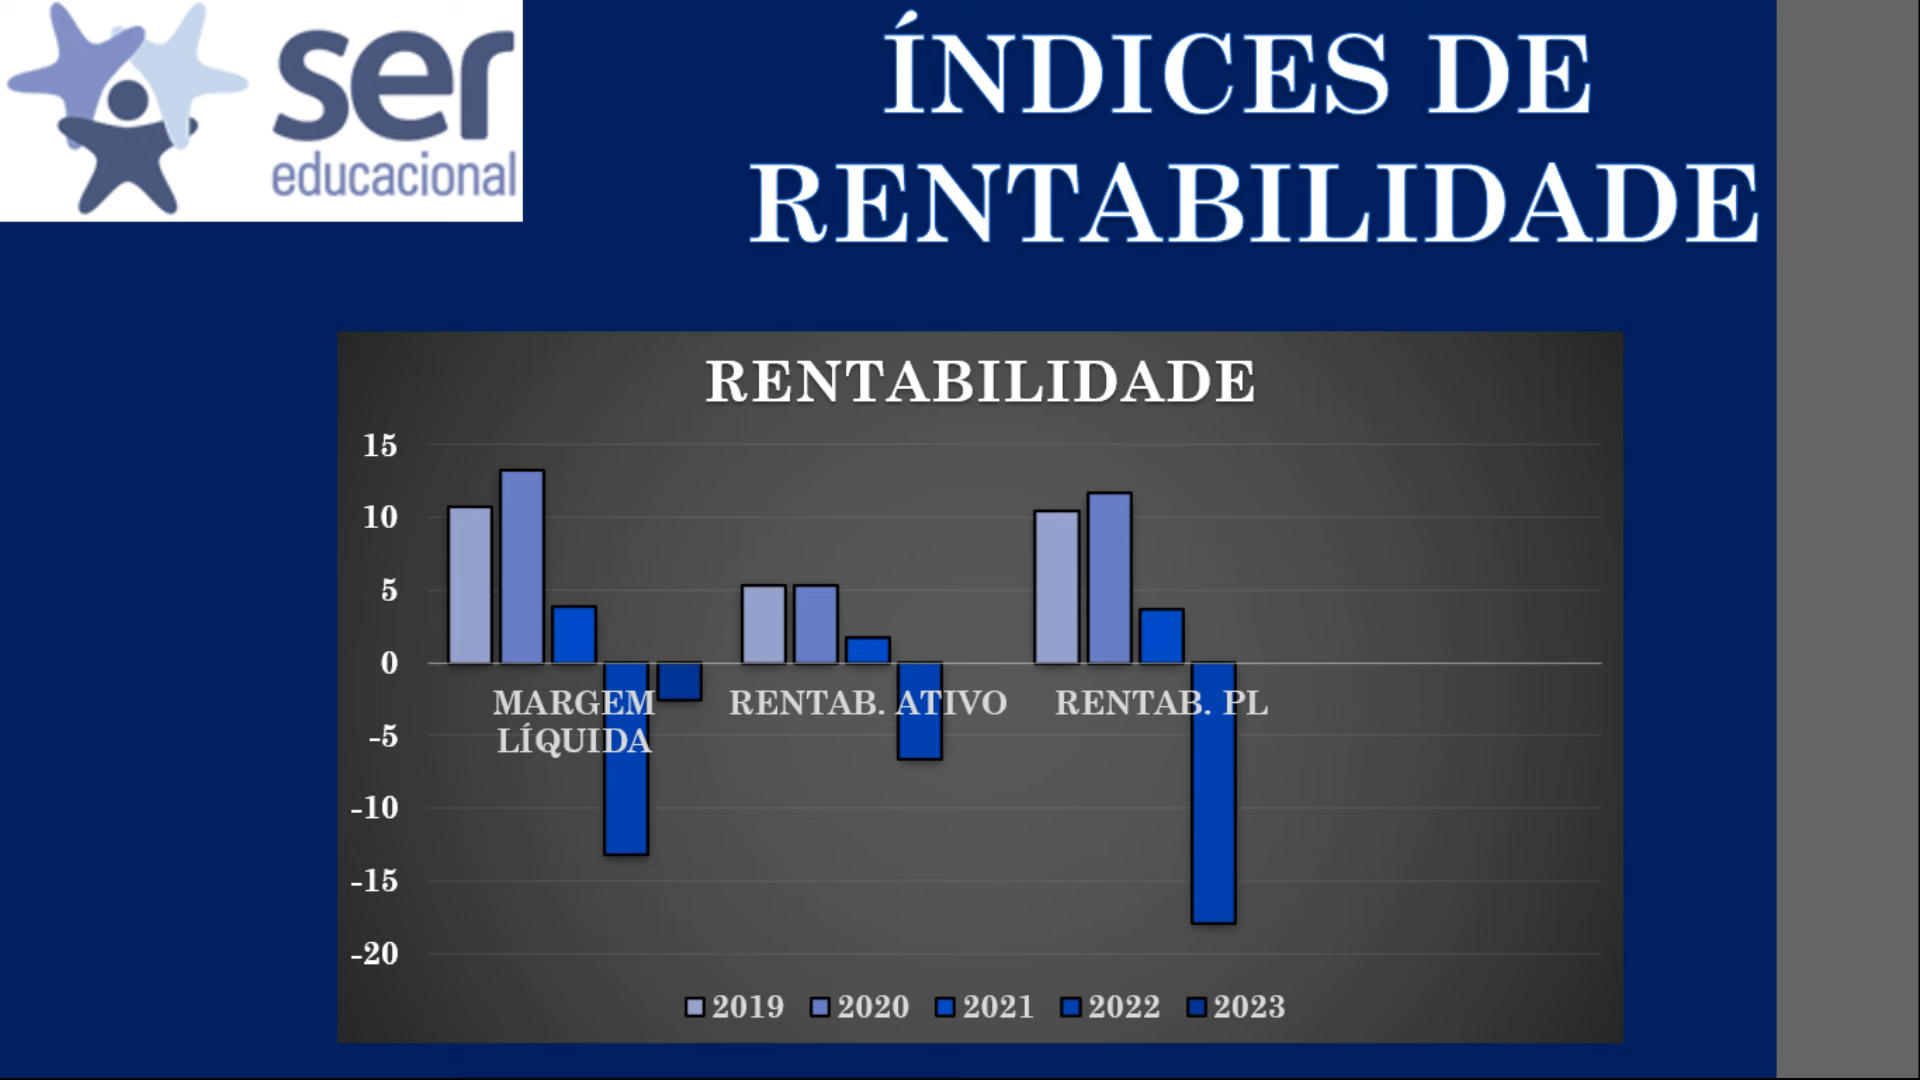 ser
educacional
ÍNDICES DE
RENTABILIDADE
RENTABILIDADE
15
10
5
0
-5
-10
-15
-20
MARGEM
LÍQUIDA
RENTAB. ATIVO
RENTAB. PL
2019 2020 2021 2022 2023